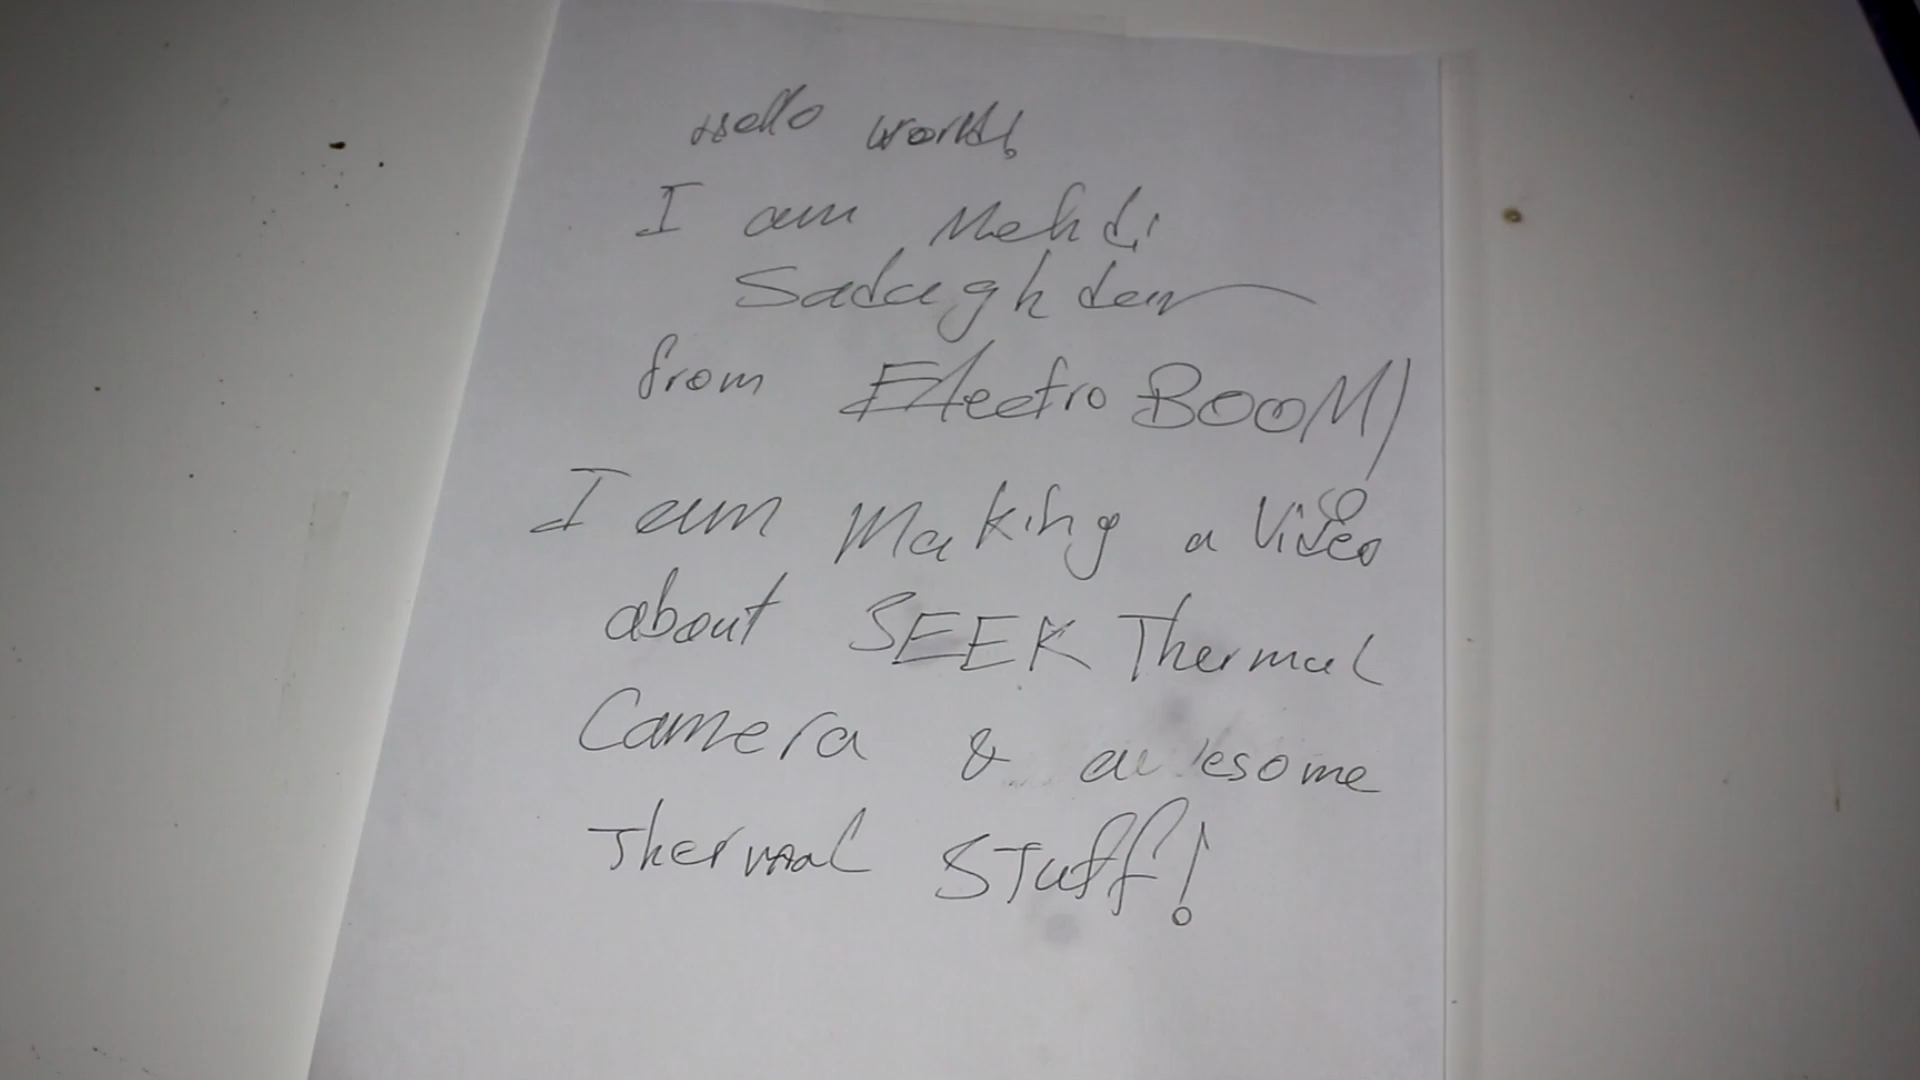 Hello world!
I am Mehdi
Sadaghdar
from ElectroBOOM!
I am Making a Video
about SEEK Thermal
Camera & awesome
Thermal STuff!